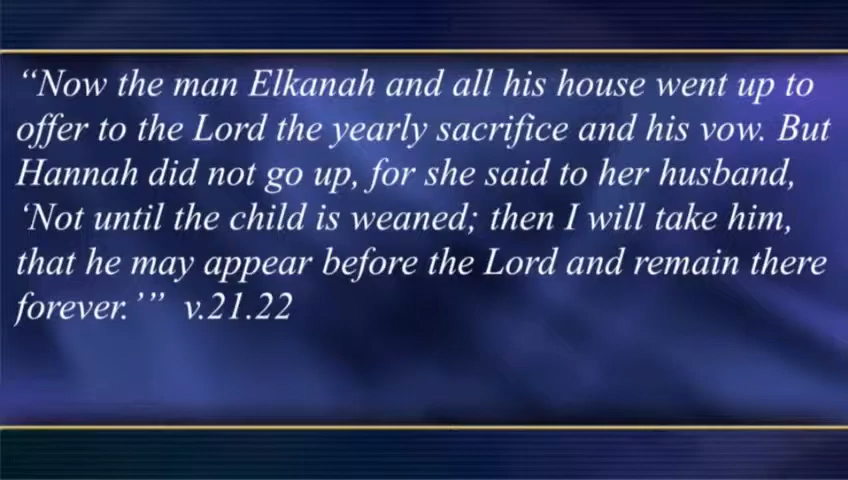 “Now the man Elkanah and all his house went up to
offer to the Lord the yearly sacrifice and his vow. But
Hannah did not go up, for she said to her husband,
‘Not until the child is weaned; then I will take him,
that he may appear before the Lord and remain there
forever.’” v.21.22